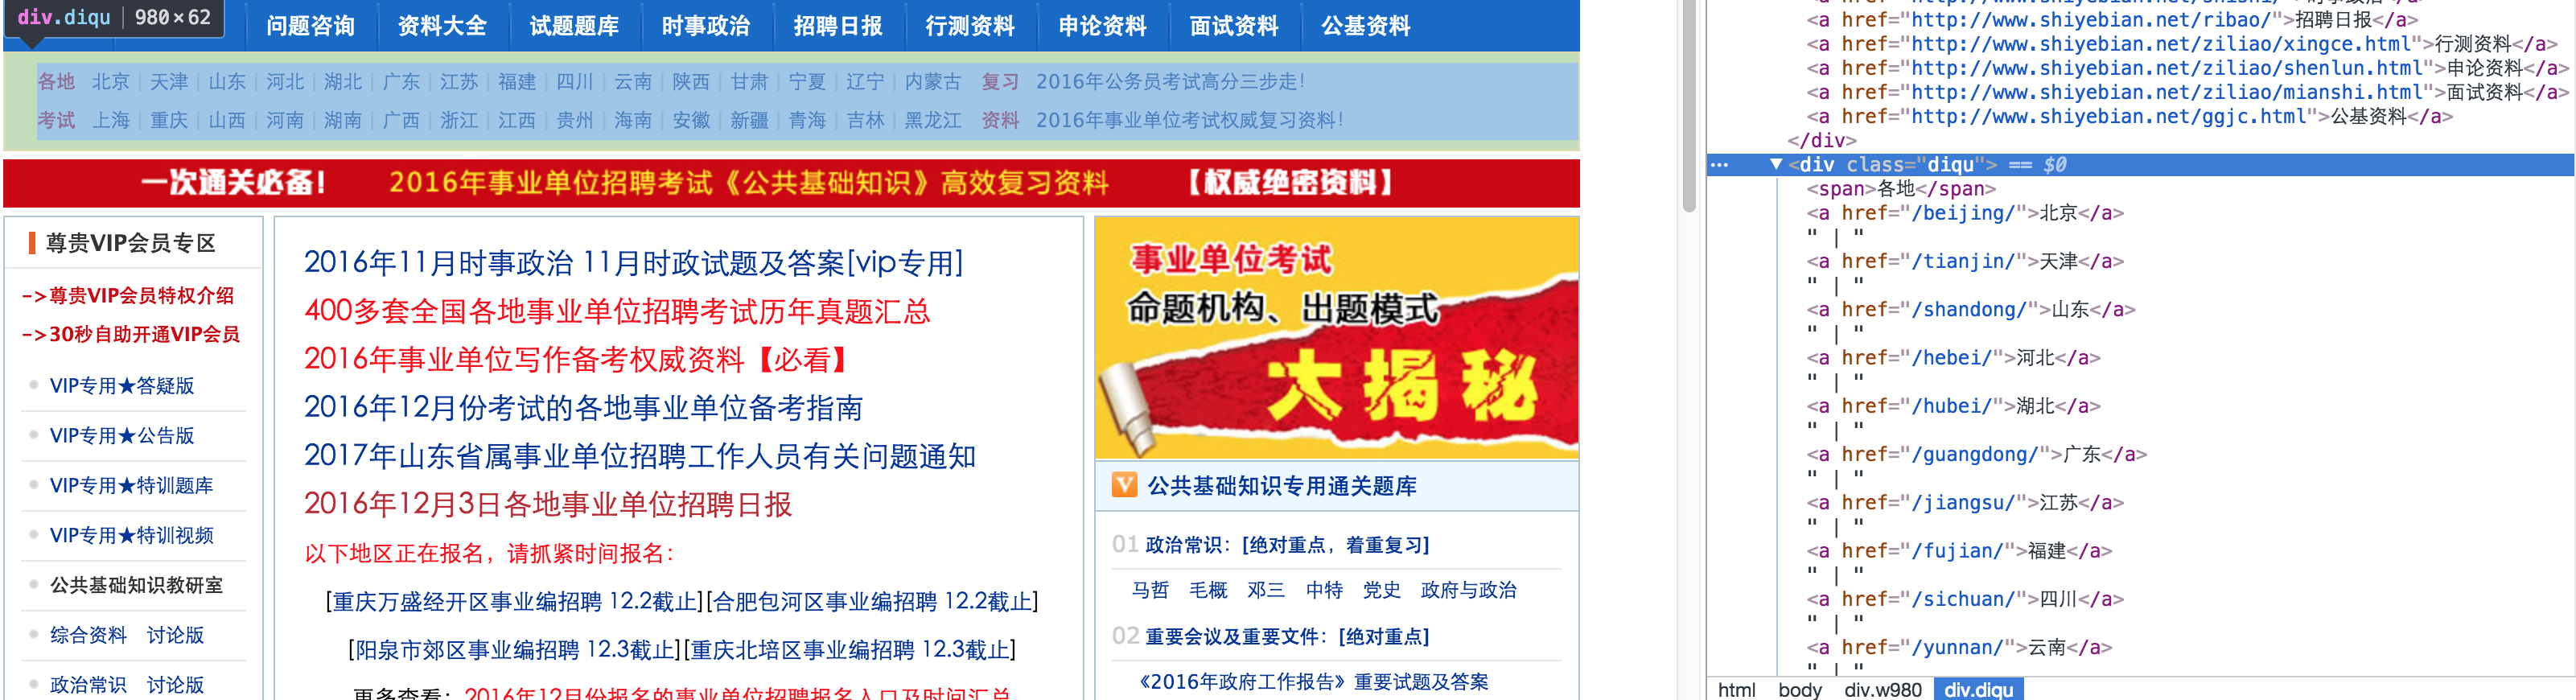 div.diqu 980×62
问题咨询 资料大全 试题题库 时事政治 招聘日报 行测资料 申论资料 面试资料 公基资料
各地 北京 | 天津 | 山东 | 河北 | 湖北 | 广东 | 江苏 | 福建 | 四川 | 云南 | 陕西 | 甘肃 | 宁夏 | 辽宁 | 内蒙古 复习 2016年公务员考试高分三步走!
考试 上海 | 重庆 | 山西 | 河南 | 湖南 | 广西 | 浙江 | 江西 | 贵州 | 海南 | 安徽 | 新疆 | 青海 | 吉林 | 黑龙江 资料 2016年事业单位考试权威复习资料!
一次通关必备! 2016年事业单位招聘考试《公共基础知识》高效复习资料 【权威绝密资料】
尊贵VIP会员专区
->尊贵VIP会员特权介绍
->30秒自助开通VIP会员
VIP专用★答疑版
VIP专用★公告版
VIP专用★特训题库
VIP专用★特训视频
公共基础知识教研室
综合资料 讨论版
政治常识 讨论版
2016年11月时事政治 11月时政试题及答案[vip专用]
400多套全国各地事业单位招聘考试历年真题汇总
2016年事业单位写作备考权威资料【必看】
2016年12月份考试的各地事业单位备考指南
2017年山东省属事业单位招聘工作人员有关问题通知
2016年12月3日各地事业单位招聘日报
以下地区正在报名，请抓紧时间报名：
[重庆万盛经开区事业编招聘 12.2截止][合肥包河区事业编招聘 12.2截止]
[阳泉市郊区事业编招聘 12.3截止][重庆北培区事业编招聘 12.3截止]
更多查看：2016年12月份报名的事业单位招聘报名入口及时间汇总
事业单位考试
命题机构、出题模式
大揭秘
V 公共基础知识专用通关题库
01 政治常识：[绝对重点，着重复习]
马哲 毛概 邓三 中特 党史 政府与政治
02 重要会议及重要文件：[绝对重点]
《2016年政府工作报告》重要试题及答案
<a href="http://www.shiyebian.net/shishi/">时事政治</a>
<a href="http://www.shiyebian.net/ribao/">招聘日报</a>
<a href="http://www.shiyebian.net/ziliao/xingce.html">行测资料</a>
<a href="http://www.shiyebian.net/ziliao/shenlun.html">申论资料</a>
<a href="http://www.shiyebian.net/ziliao/mianshi.html">面试资料</a>
<a href="http://www.shiyebian.net/ggjc.html">公基资料</a>
</div>
… ▼<div class="diqu"> == $0
<span>各地</span>
<a href="/beijing/">北京</a>
" | "
<a href="/tianjin/">天津</a>
" | "
<a href="/shandong/">山东</a>
" | "
<a href="/hebei/">河北</a>
" | "
<a href="/hubei/">湖北</a>
" | "
<a href="/guangdong/">广东</a>
" | "
<a href="/jiangsu/">江苏</a>
" | "
<a href="/fujian/">福建</a>
" | "
<a href="/sichuan/">四川</a>
" | "
<a href="/yunnan/">云南</a>
" | "
html body div.w980 div.diqu